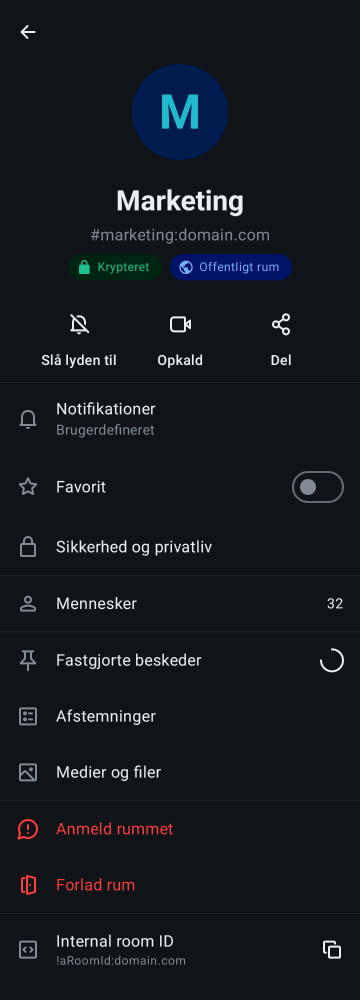 M
Marketing
#marketing:domain.com
Krypteret
Offentligt rum
Slå lyden til
Opkald
Del
Notifikationer
Brugerdefineret
Favorit
Sikkerhed og privatliv
Mennesker
32
Fastgjorte beskeder
Afstemninger
Medier og filer
Anmeld rummet
Forlad rum
Internal room ID
!aRoomId:domain.com